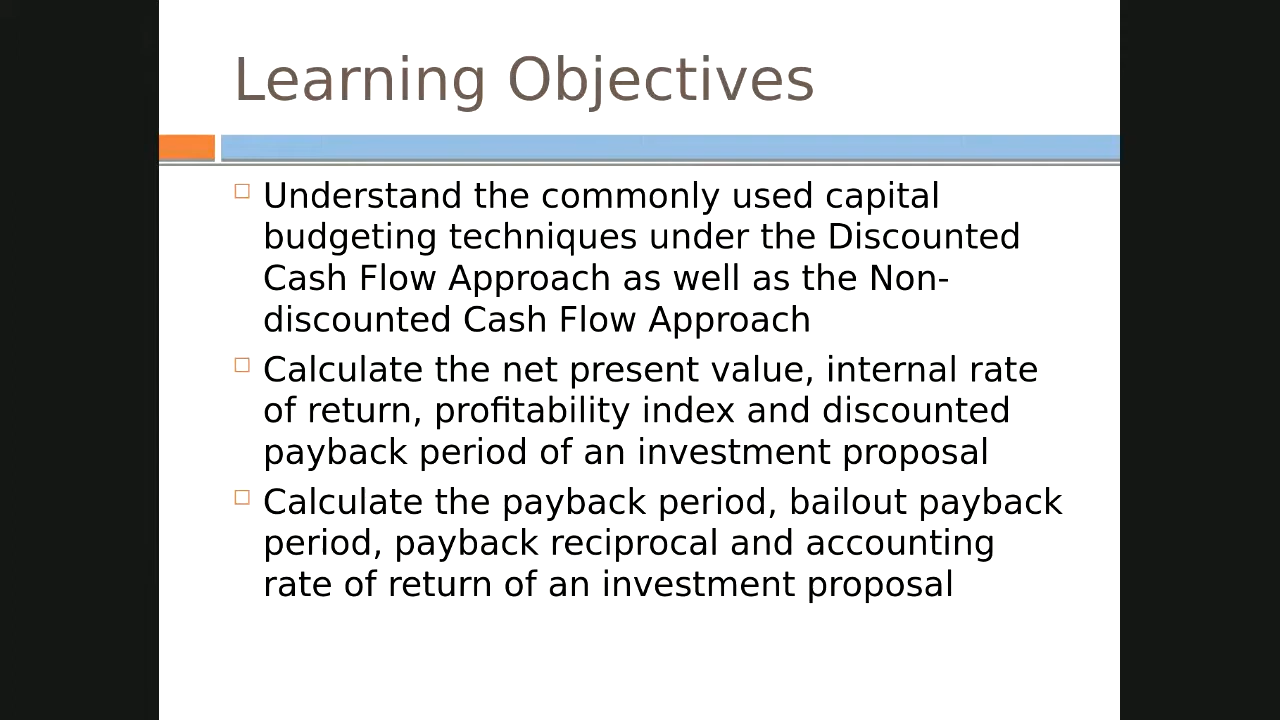 Learning Objectives
Understand the commonly used capital
budgeting techniques under the Discounted
Cash Flow Approach as well as the Non-
discounted Cash Flow Approach
Calculate the net present value, internal rate
of return, profitability index and discounted
payback period of an investment proposal
Calculate the payback period, bailout payback
period, payback reciprocal and accounting
rate of return of an investment proposal